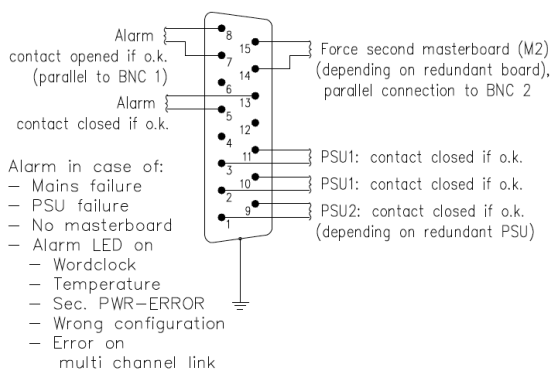 Alarm
contact opened if o.k.
(parallel to BNC 1)
Alarm
contact closed if o.k.
8
15
7
14
6
13
5
12
4
11
3
10
2
9
1
Force second masterboard (M2)
(depending on redundant board),
parallel connection to BNC 2
PSU1: contact closed if o.k.
PSU1: contact closed if o.k.
PSU2: contact closed if o.k.
(depending on redundant PSU)
Alarm in case of:
– Mains failure
– PSU failure
– No masterboard
– Alarm LED on
– Wordclock
– Temperature
– Sec. PWR–ERROR
– Wrong configuration
– Error on
multi channel link